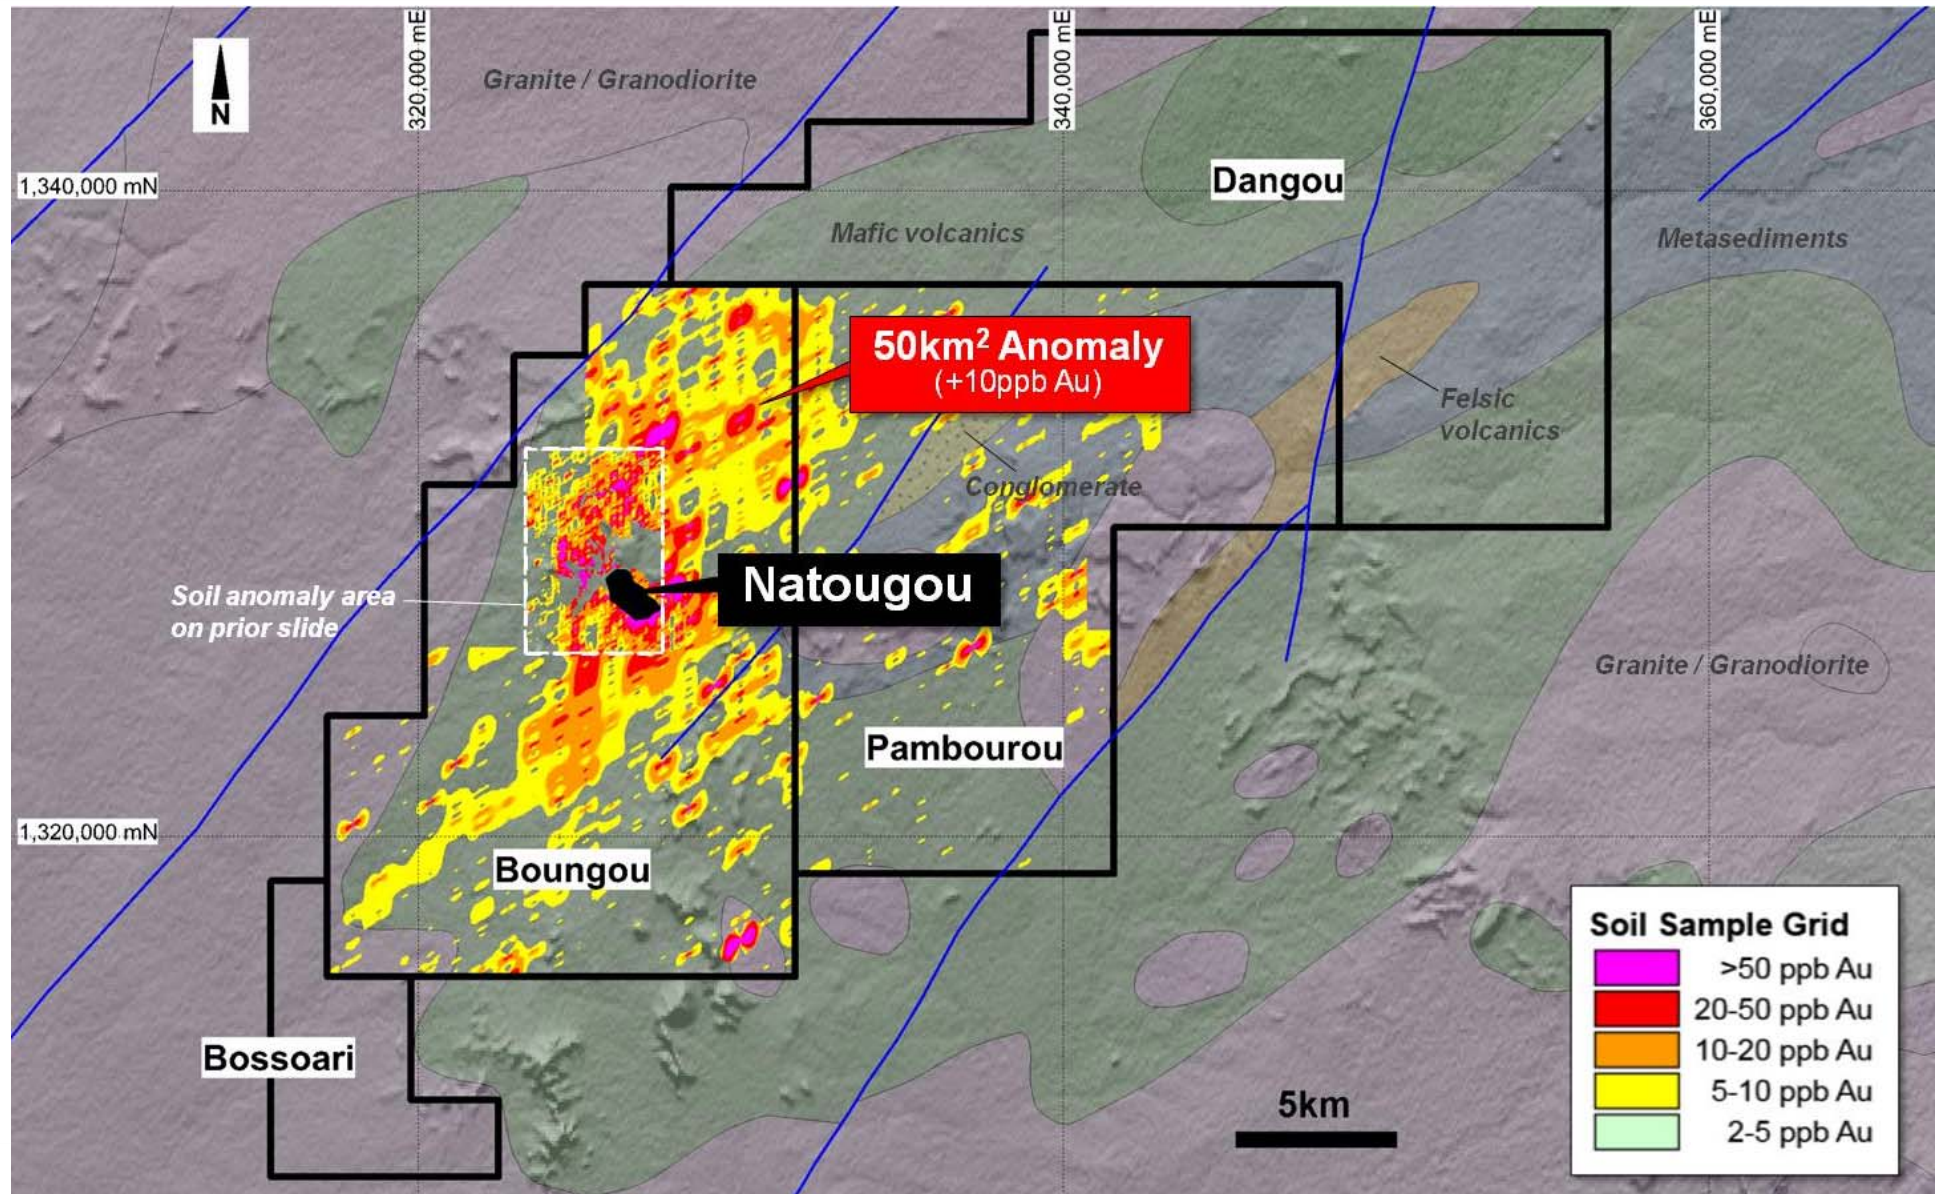 320,000 mE
340,000 mE
360,000 mE
N
Granite / Granodiorite
1,340,000 mN
Dangou
Mafic volcanics
Metasediments
50km² Anomaly
(+10ppb Au)
Felsic
volcanics
Conglomerate
Natougou
Soil anomaly area
on prior slide
Granite / Granodiorite
Pambourou
1,320,000 mN
Boungou
Bossoari
5km
Soil Sample Grid
>50 ppb Au
20-50 ppb Au
10-20 ppb Au
5-10 ppb Au
2-5 ppb Au